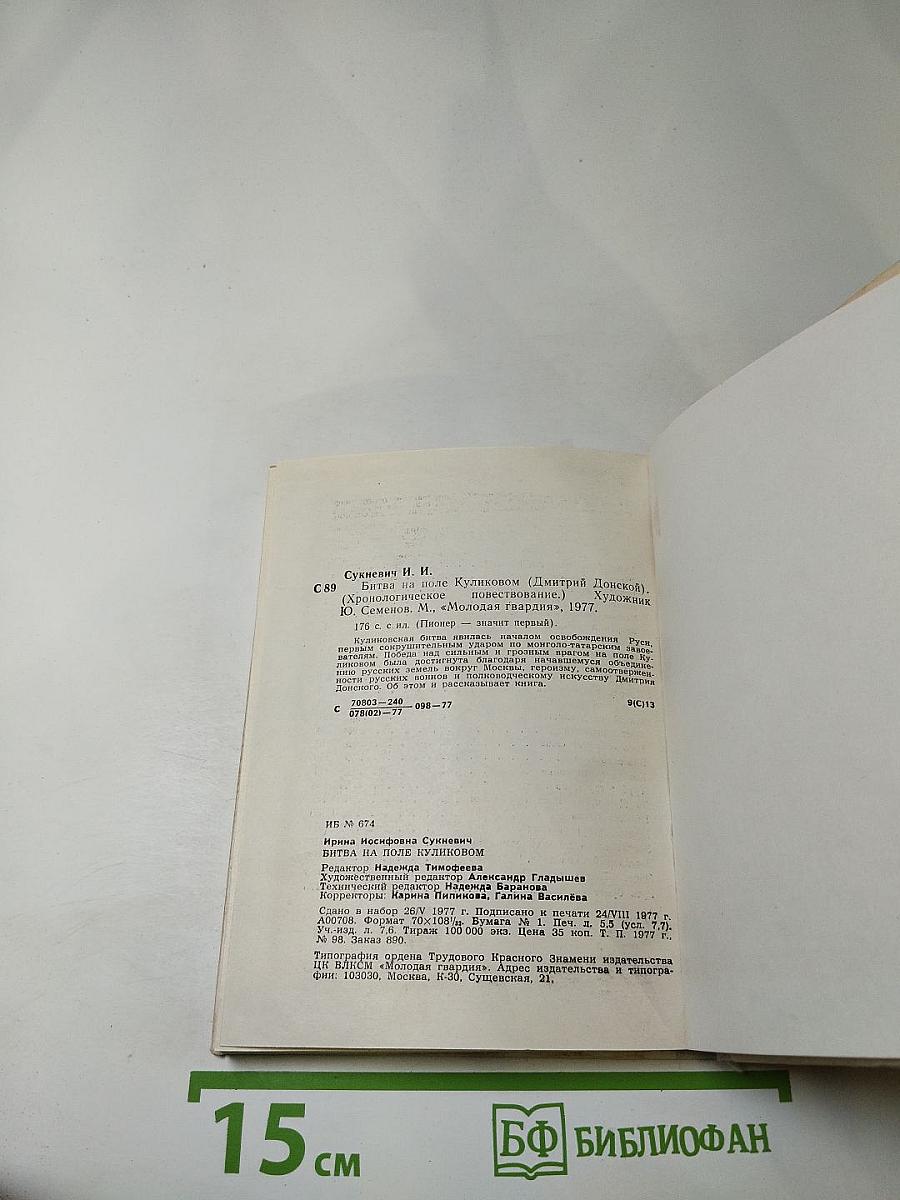 Сукневич И. И.
С 89 Битва на поле Куликовом (Дмитрий Донской).
(Хронологическое повествование.) Художник
Ю. Семенов. М., «Молодая гвардия», 1977.
176 с. с ил. (Пионер — значит первый).
Куликовская битва явилась началом освобождения Руси,
первым сокрушительным ударом по монголо-татарским завое-
вателям. Победа над сильным и грозным врагом на поле Ку-
ликовом была достигнута благодаря начавшемуся объедине-
нию русских земель вокруг Москвы, героизму, самоотвержен-
ности русских воинов и полководческому искусству Дмитрия
Донского. Об этом и рассказывает книга.
С 70803—240
078(02)—77 —098—77 9(С)13
ИБ № 674
Ирина Иосифовна Сукневич
БИТВА НА ПОЛЕ КУЛИКОВОМ
Редактор Надежда Тимофеева
Художественный редактор Александр Гладышев
Технический редактор Надежда Баранова
Корректоры: Карина Пипикова, Галина Василёва
Сдано в набор 26/V 1977 г. Подписано к печати 24/VIII 1977 г.
А00708. Формат 70×108¹/₃₂. Бумага № 1. Печ. л. 5,5 (усл. 7,7).
Уч.-изд. л. 7,6. Тираж 100 000 экз. Цена 35 коп. Т. П. 1977 г.,
№ 98. Заказ 890.
Типография ордена Трудового Красного Знамени издательства
ЦК ВЛКСМ «Молодая гвардия». Адрес издательства и типогра-
фии: 103030, Москва, К-30, Сущевская, 21.
15 см
БФ БИБЛИОФАН